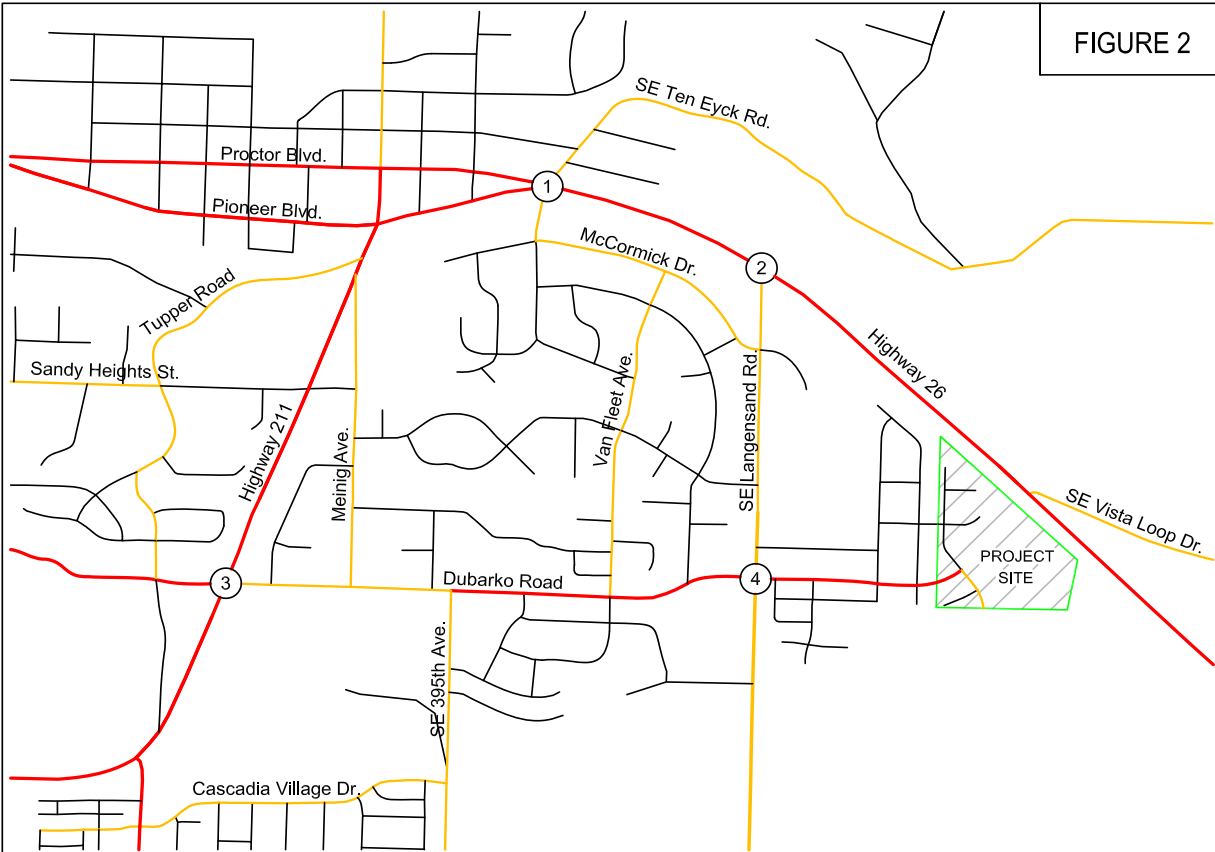 FIGURE 2
SE Ten Eyck Rd.
Proctor Blvd.
1
Pioneer Blvd.
McCormick Dr.
2
Tupper Road
Highway 26
Sandy Heights St.
Highway 211
Meinig Ave.
Van Fleet Ave.
SE Langensand Rd.
SE Vista Loop Dr.
PROJECT
SITE
3
Dubarko Road
4
SE 395th Ave.
Cascadia Village Dr.